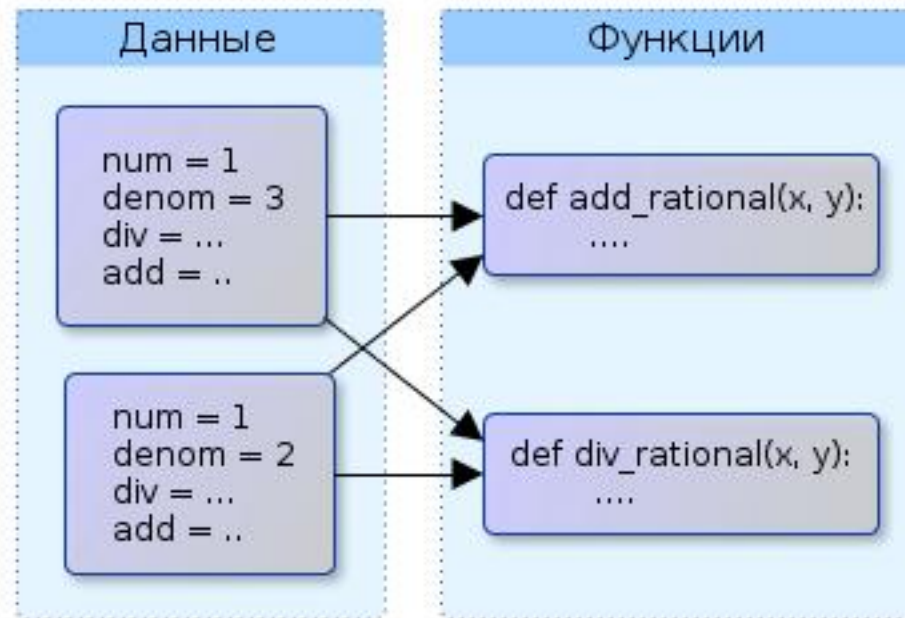 Данные
num = 1
denom = 3
div = ...
add = ..
num = 1
denom = 2
div = ...
add = ..
Функции
def add_rational(x, y):
....
def div_rational(x, y):
....